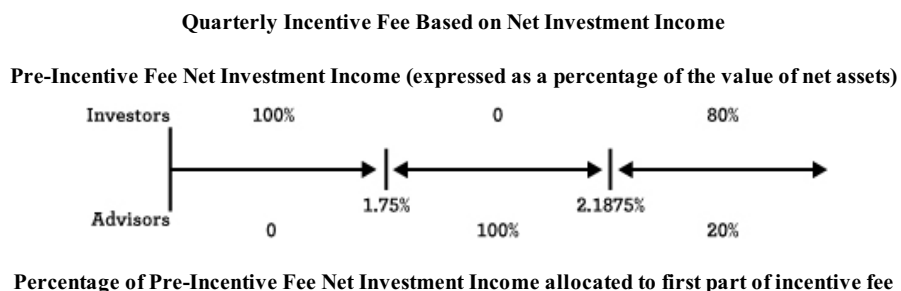 Quarterly Incentive Fee Based on Net Investment Income
Pre-Incentive Fee Net Investment Income (expressed as a percentage of the value of net assets)
Investors 100% 0 80%
1.75% 2.1875%
Advisors 0 100% 20%
Percentage of Pre-Incentive Fee Net Investment Income allocated to first part of incentive fee